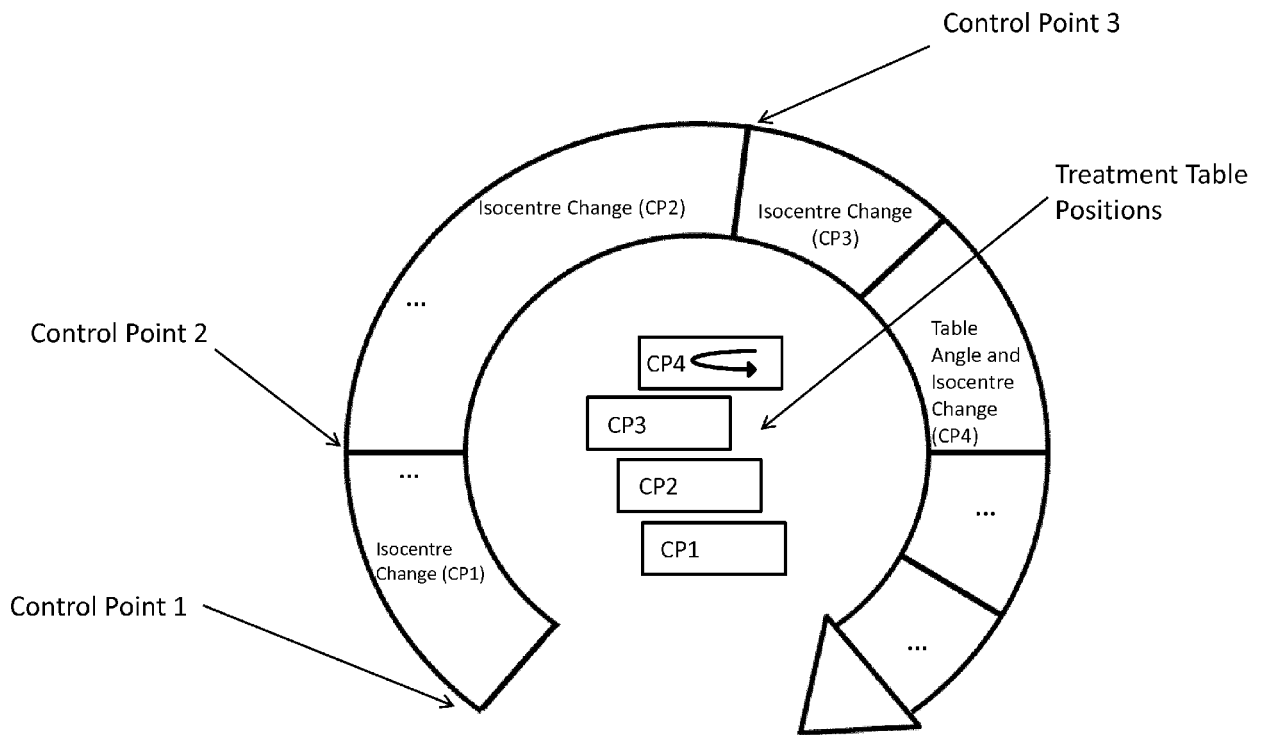 Control Point 3
Treatment Table
Positions
Isocentre Change (CP2)
Isocentre Change
(CP3)
...
Control Point 2
Table
Angle and
Isocentre
Change
(CP4)
CP4
CP3
CP2
CP1
...
...
Isocentre
Change (CP1)
Control Point 1
...